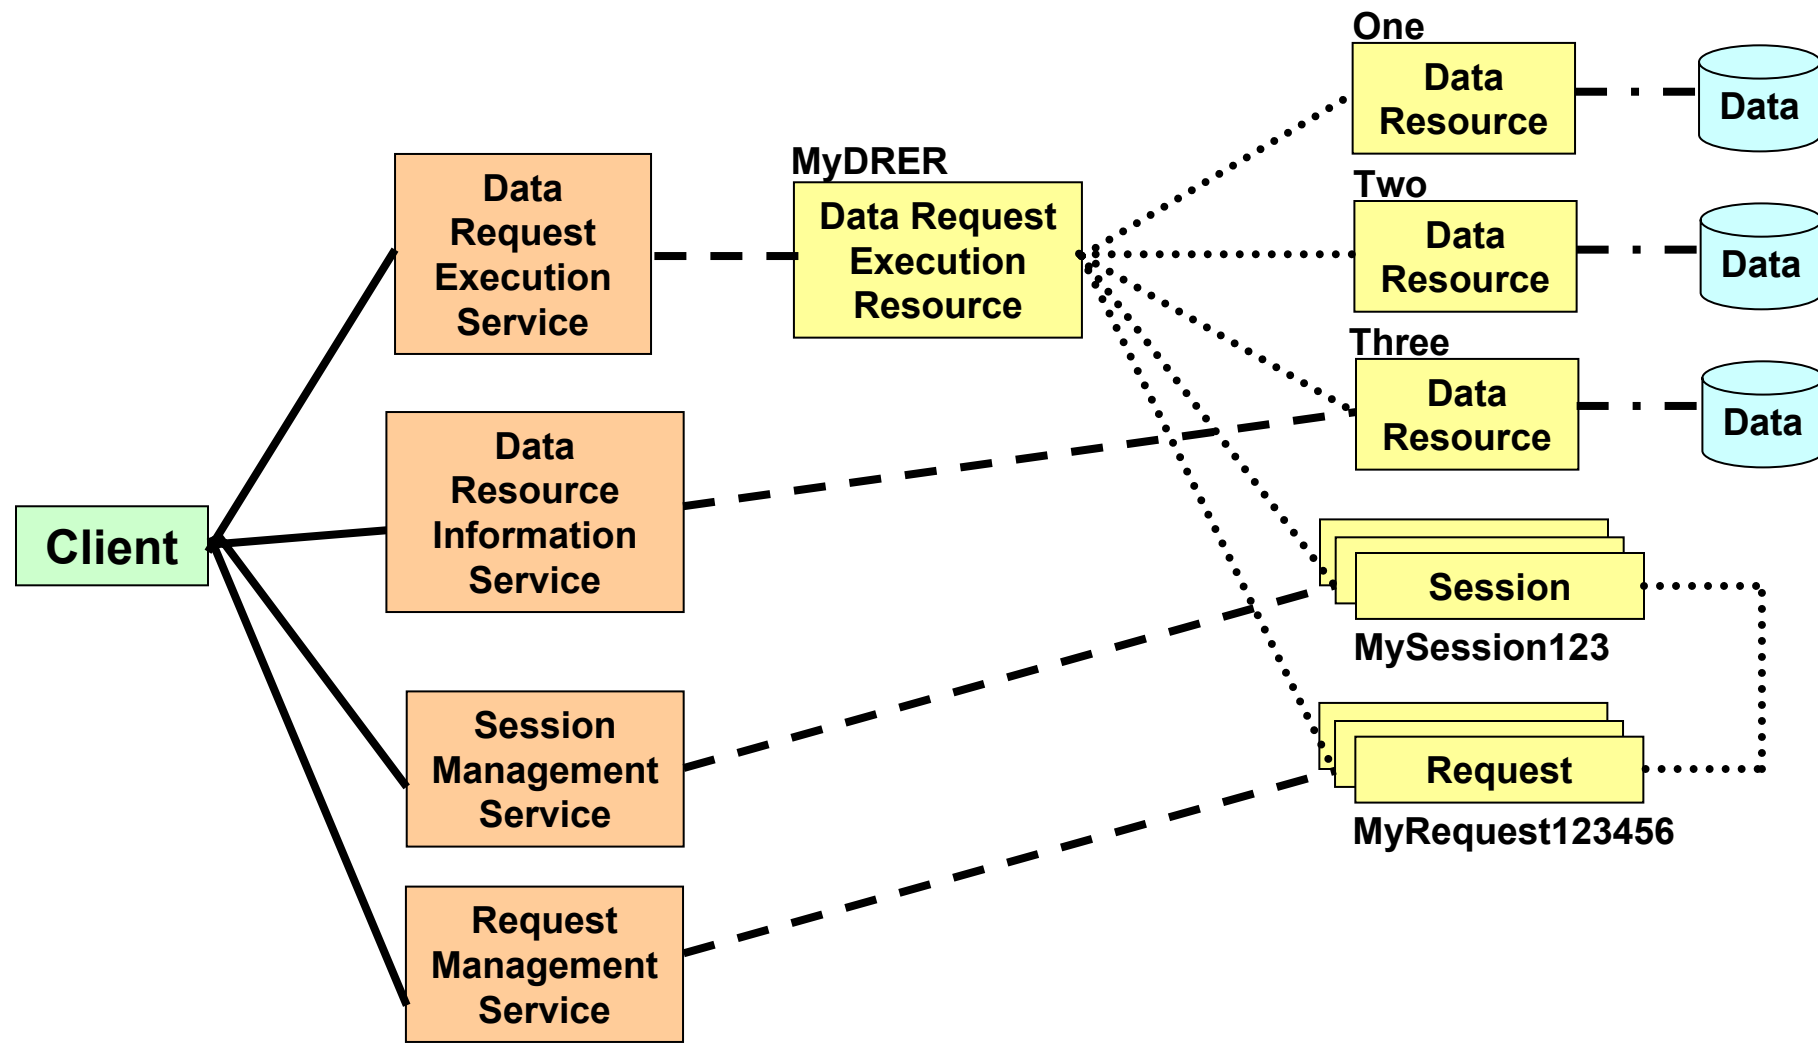 One
Data
Resource
Data
MyDRER
Data
Request
Execution
Service
Data Request
Execution
Resource
Two
Data
Resource
Data
Three
Data
Resource
Data
Data
Resource
Information
Service
Client
Session
MySession123
Session
Management
Service
Request
MyRequest123456
Request
Management
Service